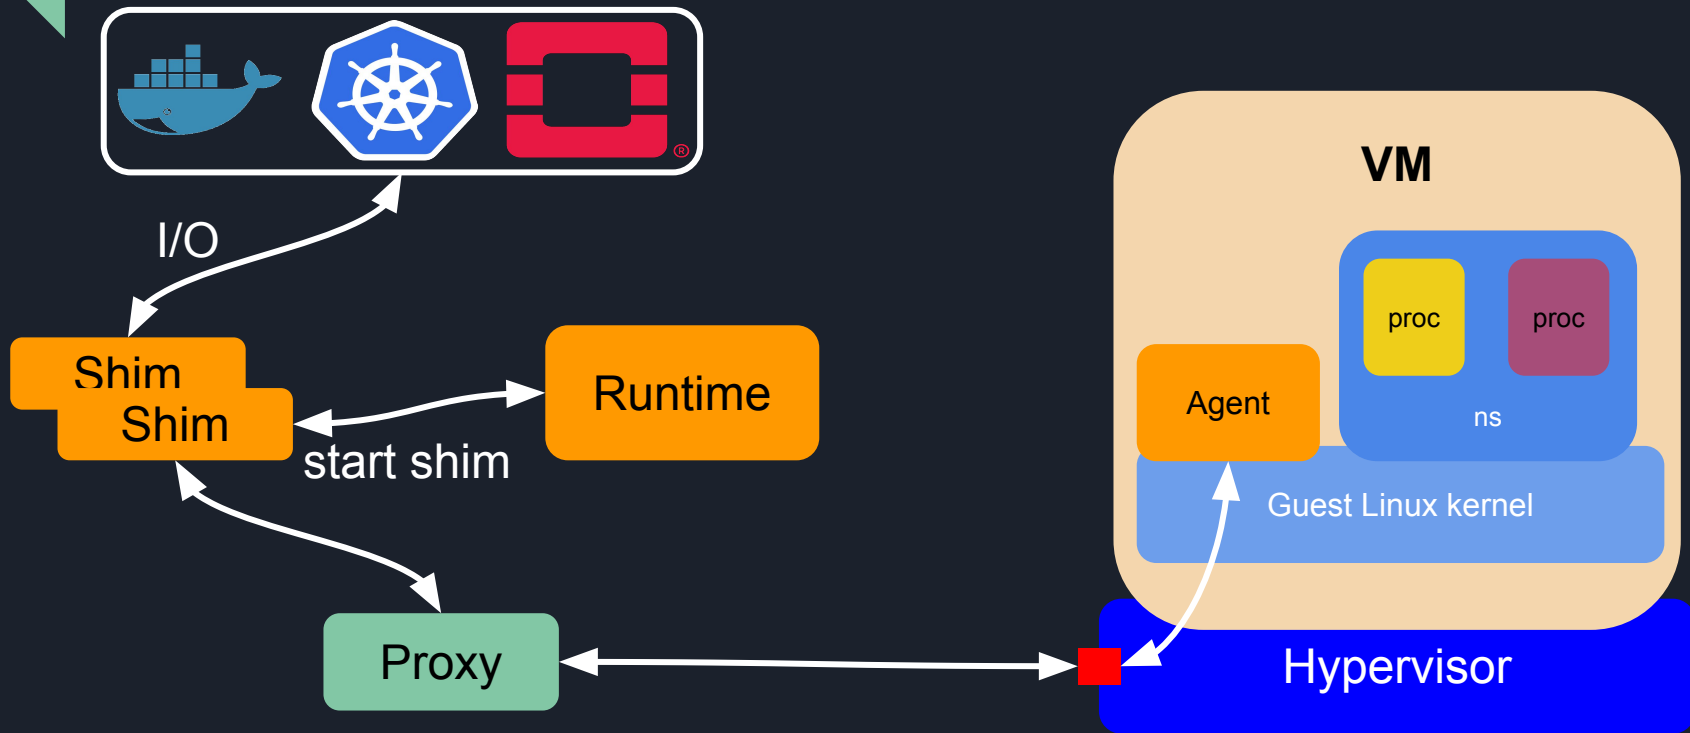 ®
I/O
Shim
Shim
start shim
Runtime
Proxy
VM
proc
proc
ns
Agent
Guest Linux kernel
Hypervisor